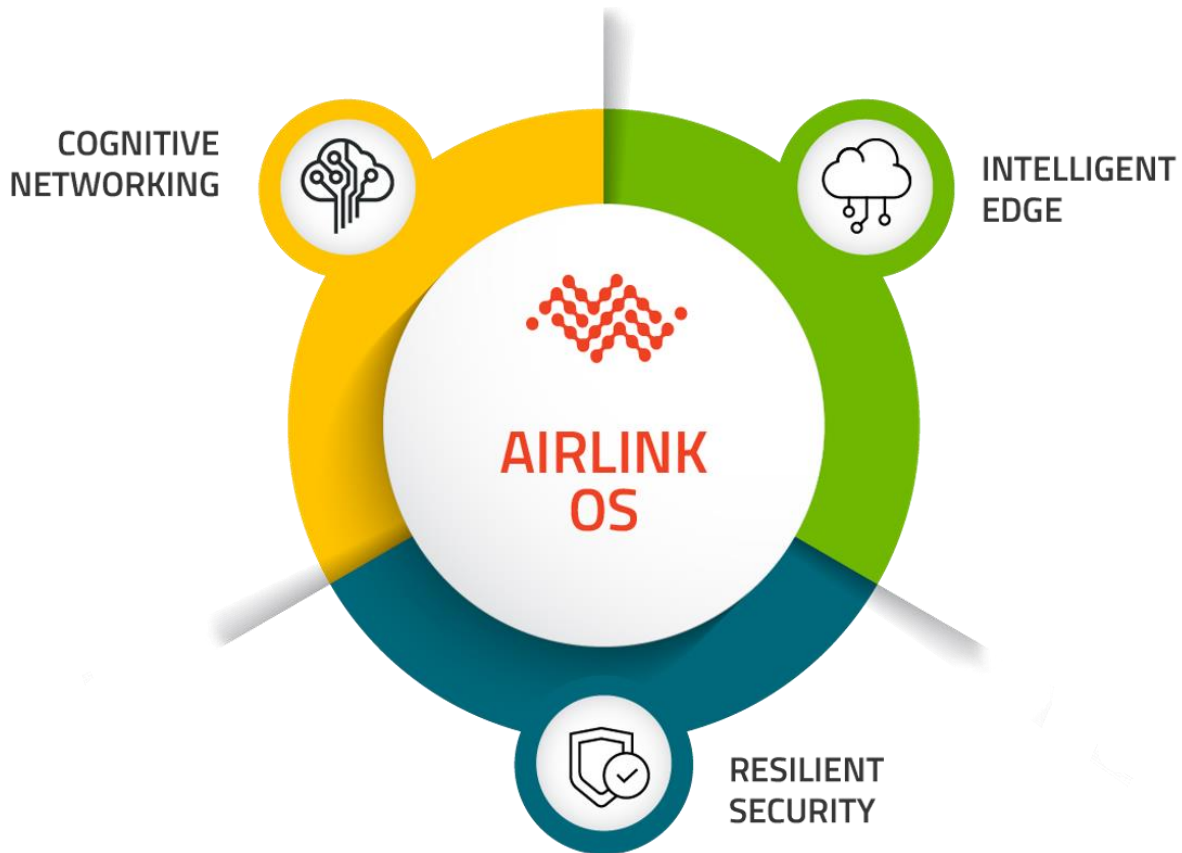 COGNITIVE
NETWORKING
INTELLIGENT
EDGE
AIRLINK
OS
RESILIENT
SECURITY